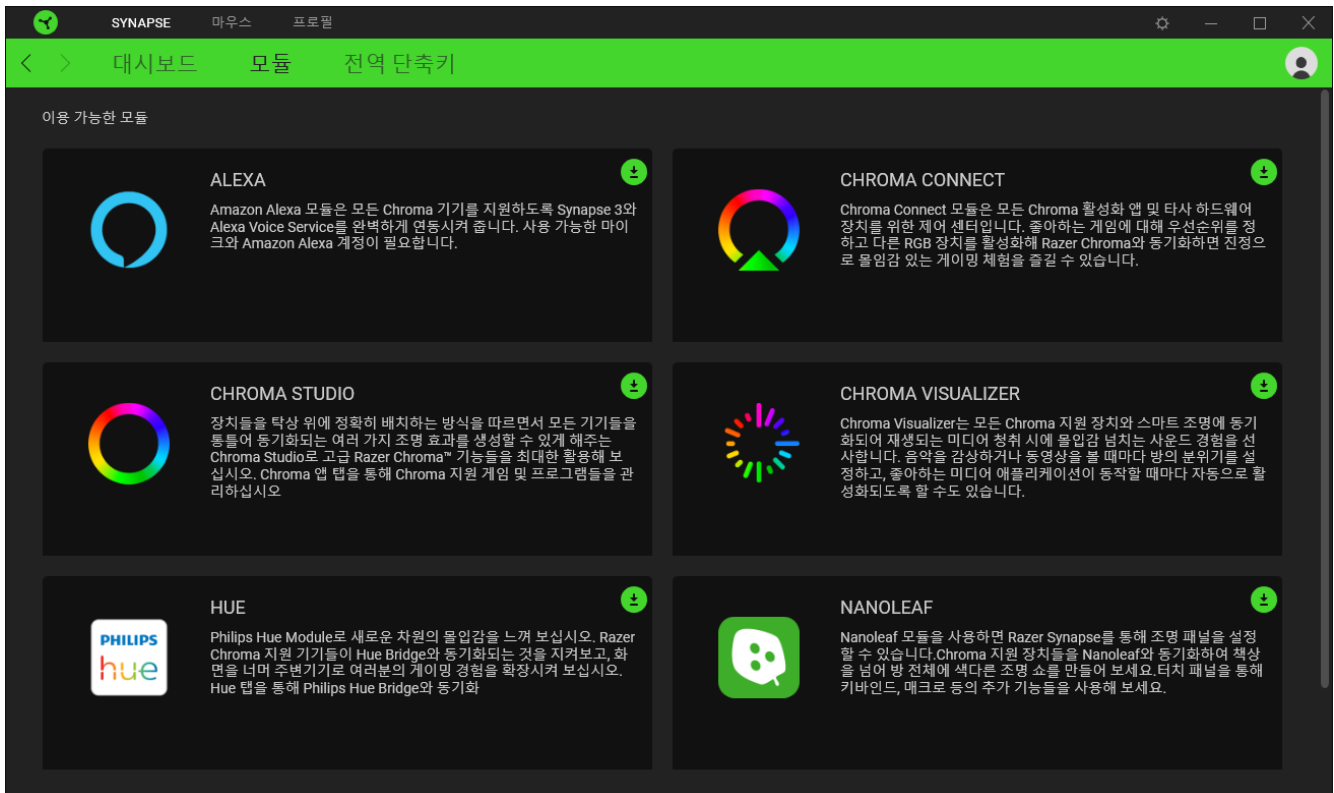 SYNAPSE 마우스 프로필
대시보드 모듈 전역 단축키
이용 가능한 모듈
ALEXA
Amazon Alexa 모듈은 모든 Chroma 기기를 지원하도록 Synapse 3와
Alexa Voice Service를 완벽하게 연동시켜 줍니다. 사용 가능한 마이
크와 Amazon Alexa 계정이 필요합니다.
CHROMA CONNECT
Chroma Connect 모듈은 모든 Chroma 활성화 앱 및 타사 하드웨어
장치를 위한 제어 센터입니다. 좋아하는 게임에 대해 우선순위를 정
하고 다른 RGB 장치를 활성화해 Razer Chroma와 동기화하면 진정으
로 몰임감 있는 게이밍 체험을 즐길 수 있습니다.
CHROMA STUDIO
장치들을 탁상 위에 정확히 배치하는 방식을 따르면서 모든 기기들을
통틀어 동기화되는 여러 가지 조명 효과를 생성할 수 있게 해주는
Chroma Studio로 고급 Razer Chroma™ 기능들을 최대한 활용해 보
십시오. Chroma 앱 탭을 통해 Chroma 지원 게임 및 프로그램들을 관
리하십시오
CHROMA VISUALIZER
Chroma Visualizer는 모든 Chroma 지원 장치와 스마트 조명에 동기
화되어 재생되는 미디어 청취 시에 몰입감 넘치는 사운드 경험을 선
사합니다. 음악을 감상하거나 동영상을 볼 때마다 방의 분위기를 설
정하고, 좋아하는 미디어 애플리케이션이 동작할 때마다 자동으로 활
성화되도록 할 수도 있습니다.
PHILIPS
hue
HUE
Philips Hue Module로 새로운 차원의 몰입감을 느껴 보십시오. Razer
Chroma 지원 기기들이 Hue Bridge와 동기화되는 것을 지켜보고, 화
면을 너머 주변기기로 여러분의 게이밍 경험을 확장시켜 보십시오.
Hue 탭을 통해 Philips Hue Bridge와 동기화
NANOLEAF
Nanoleaf 모듈을 사용하면 Razer Synapse를 통해 조명 패널을 설정
할 수 있습니다.Chroma 지원 장치들을 Nanoleaf와 동기화하여 책상
을 넘어 방 전체에 색다른 조명 쇼를 만들어 보세요.터치 패널을 통해
키바인드, 매크로 등의 추가 기능들을 사용해 보세요.